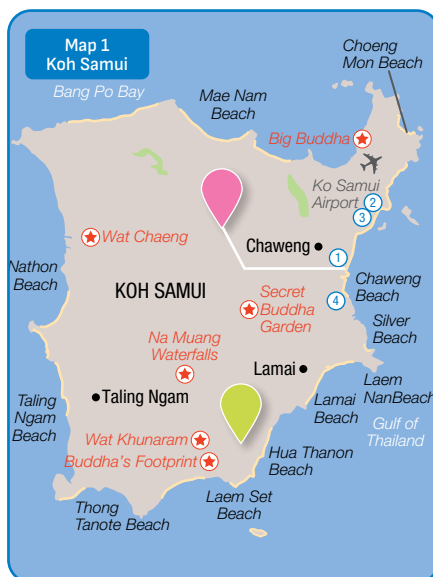 Map 1
Koh Samui
Choeng
Mon Beach
Bang Po Bay
Mae Nam
Beach
Big Buddha
Ko Samui
Airport
2
3
Wat Chaeng
Chaweng
1
Nathon
Beach
KOH SAMUI
Secret
Buddha
Garden
Chaweng
Beach
4
Silver
Beach
Na Muang
Waterfalls
Lamai
Laem
NanBeach
Taling Ngam
Taling
Ngam
Beach
Lamai
Beach
Gulf of
Thailand
Wat Khunaram
Buddha's Footprint
Hua Thanon
Beach
Laem Set
Beach
Thong
Tanote Beach